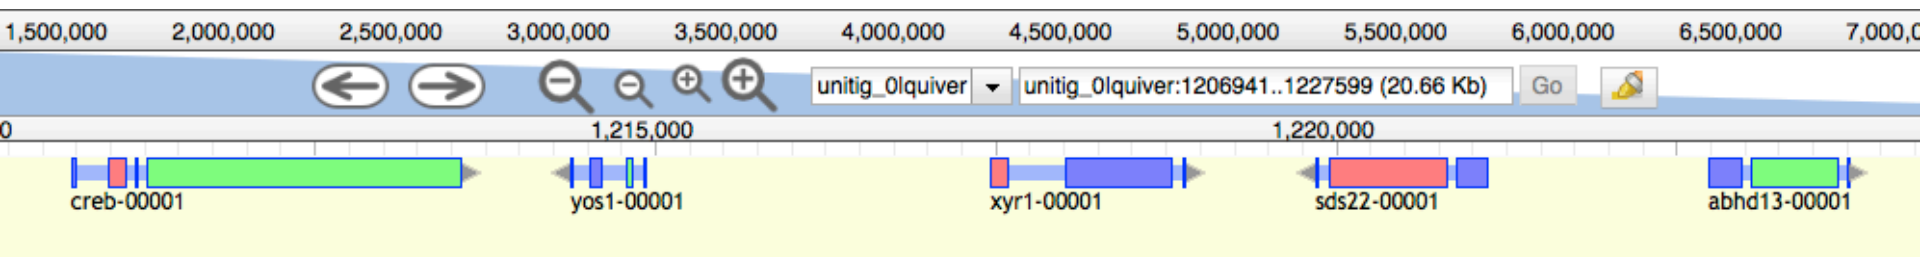 1,500,000 2,000,000 2,500,000 3,000,000 3,500,000 4,000,000 4,500,000 5,000,000 5,500,000 6,000,000 6,500,000 7,000,0
unitig_0lquiver unitig_0lquiver:1206941..1227599 (20.66 Kb) Go
0 1,215,000 1,220,000
creb-00001 yos1-00001 xyr1-00001 sds22-00001 abhd13-00001